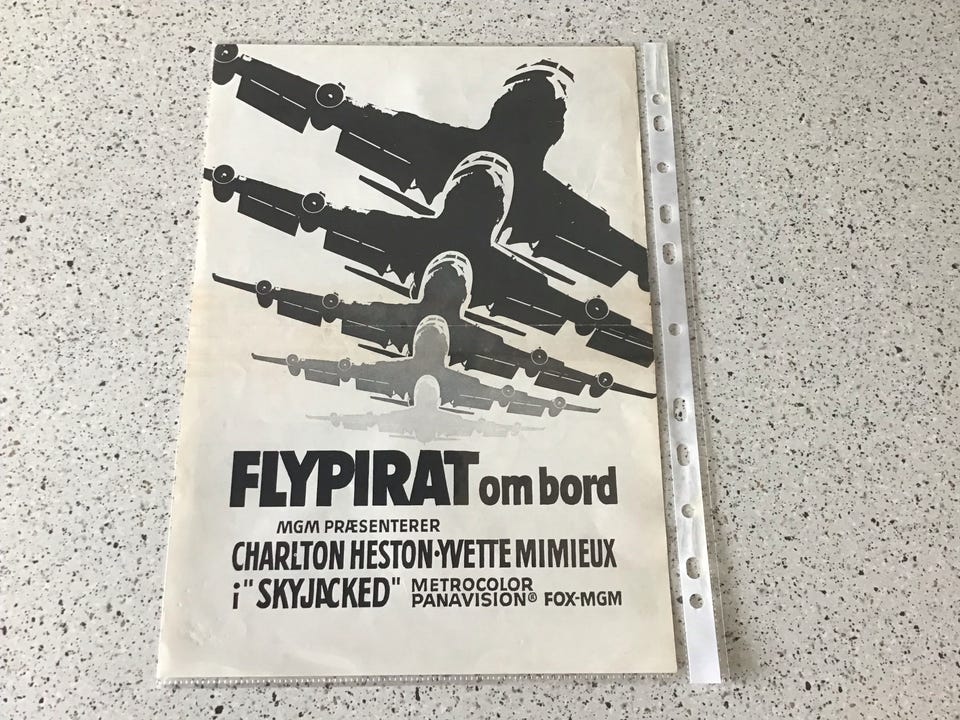 FLYPIRAT om bord
MGM PRÆSENTERER
CHARLTON HESTON·YVETTE MIMIEUX
i "SKYJACKED" METROCOLOR
PANAVISION® FOX-MGM